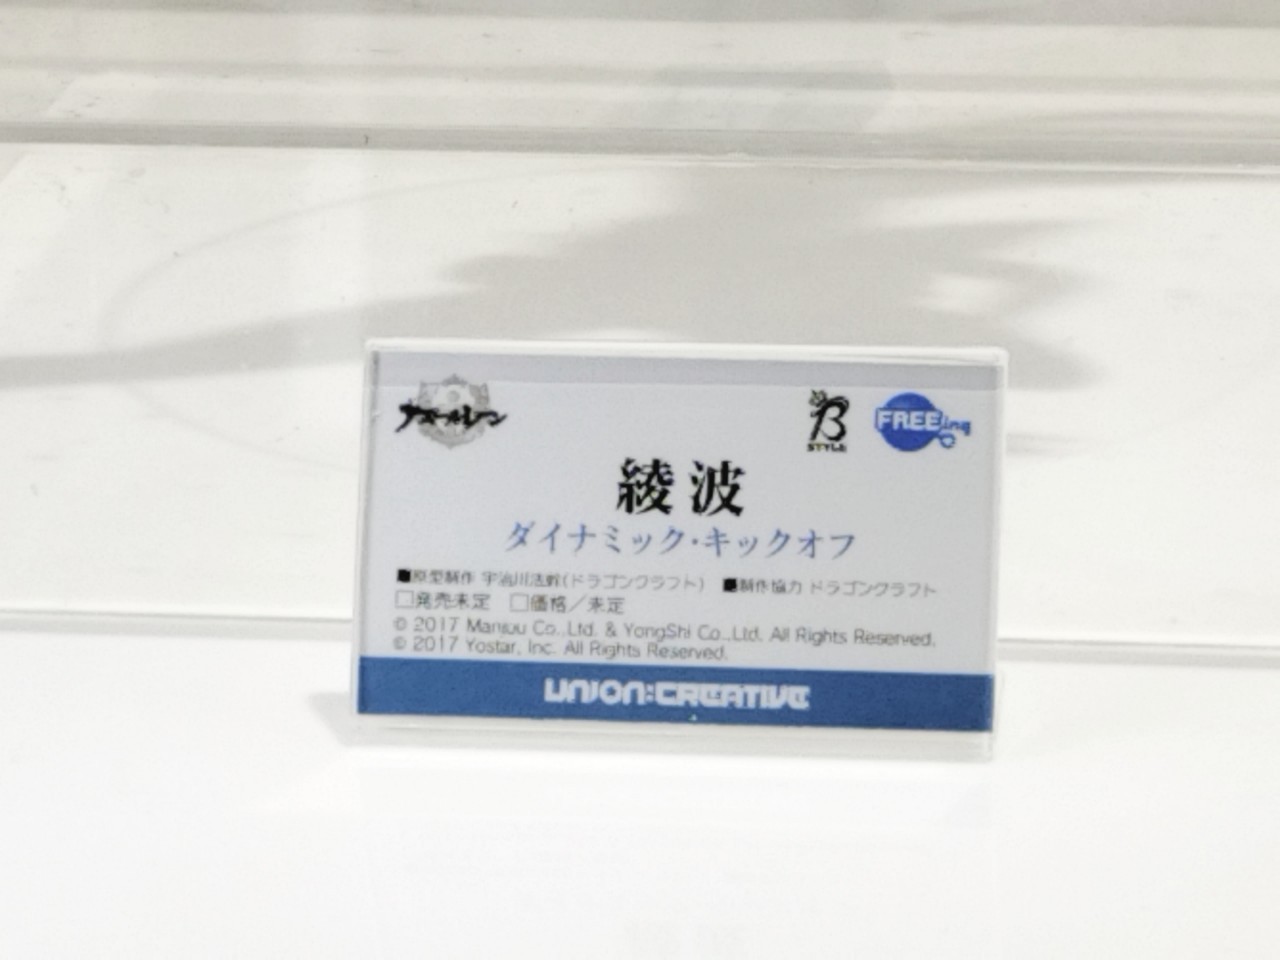 アズールレーン
B STYLE
FREEing
綾波
ダイナミック・キックオフ
■原型制作 宇治川法幹(ドラゴンクラフト) ■制作協力 ドラゴンクラフト
□発売未定 □価格/未定
© 2017 Manjuu Co.,Ltd. & YongShi Co.,Ltd. All Rights Reserved.
© 2017 Yostar, Inc. All Rights Reserved.
UNION:CREATIVE